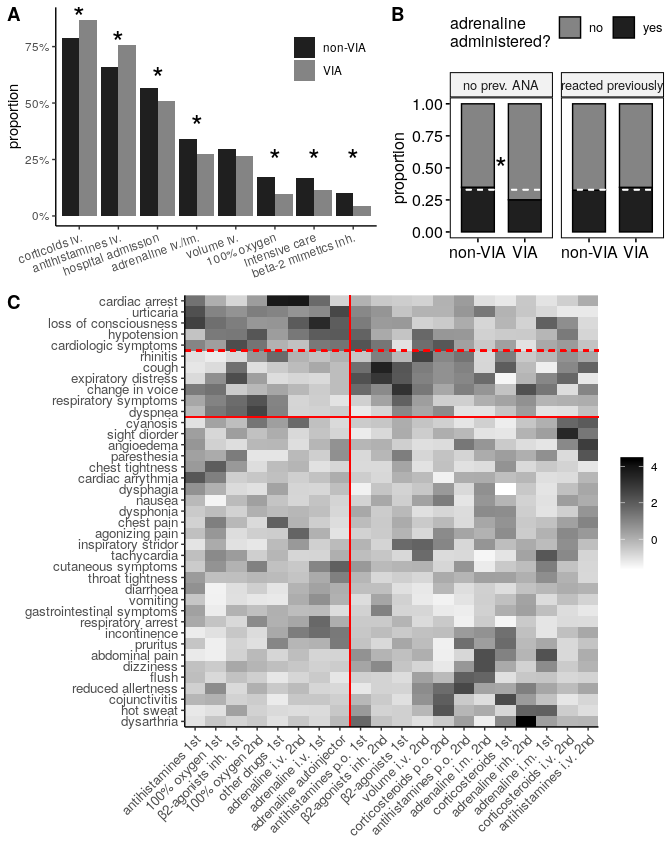 A
proportion
75%
50%
25%
0%
*
*
*
*
*
*
*
non-VIA
VIA
corticoids iv.
antihistamines iv.
hospital admission
adrenaline iv./im.
volume iv.
100% oxygen
Intensive care
beta-2 mimetics inh.
B
adrenaline
administered?
no
yes
no prev. ANA
reacted previously
proportion
1.00
0.75
0.50
0.25
0.00
*
non-VIA VIA
non-VIA VIA
C
cardiac arrest
urticaria
loss of consciousness
hypotension
cardiologic symptoms
rhinitis
cough
expiratory distress
change in voice
respiratory symptoms
dyspnea
cyanosis
sight diorder
angioedema
paresthesia
chest tightness
cardiac arrythmia
dysphagia
nausea
dysphonia
chest pain
agonizing pain
inspiratory stridor
tachycardia
cutaneous symptoms
throat tightness
diarrhoea
vomiting
gastrointestinal symptoms
respiratory arrest
incontinence
pruritus
abdominal pain
dizziness
flush
reduced allertness
cojunctivitis
hot sweat
dysarthria
antihistamines 1st
100% oxygen 1st
β2-agonists inh. 1st
100% oxygen 2nd
other drugs 1st
adrenaline i.v. 2nd
adrenaline i.v. 1st
adrenaline autoinjector
antihistamines p.o. 1st
β2-agonists inh. 2nd
β2-agonists 1st
volume i.v. 2nd
corticosteroids p.o. 2nd
antihistamines p.o. 2nd
adrenaline i.m. 2nd
corticosteroids 1st
adrenaline inh. 2nd
adrenaline i.m. 1st
corticosteroids i.v. 2nd
antihistamines i.v. 2nd
4
2
0